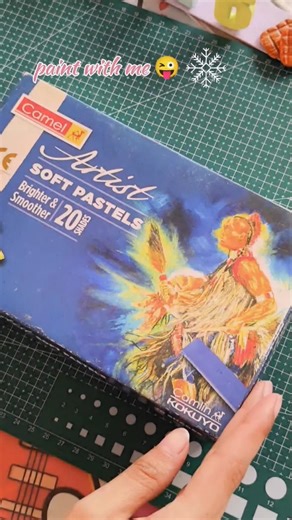 paint with me 😜 ❄
Camel
Artist
SOFT PASTELS
Brighter &
Smoother
20
SHADES
Camlin
KOKUYO